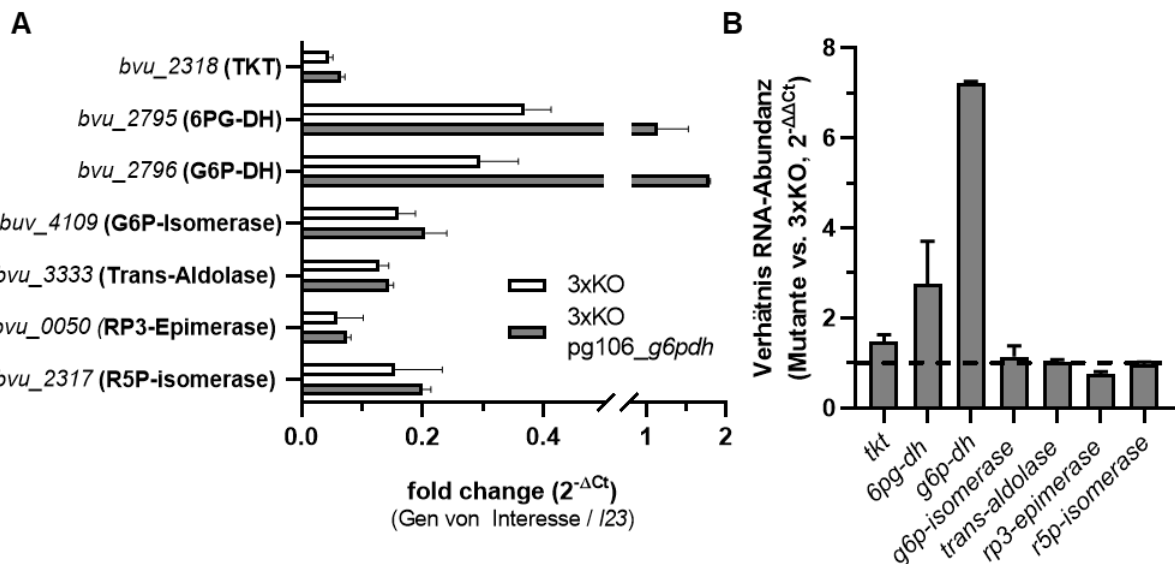 A
bvu_2318 (TKT)
bvu_2795 (6PG-DH)
bvu_2796 (G6P-DH)
buv_4109 (G6P-Isomerase)
bvu_3333 (Trans-Aldolase)
bvu_0050 (RP3-Epimerase)
bvu_2317 (R5P-isomerase)
3xKO
3xKO
pg106_g6pdh
0.0 0.2 0.4 1 2
fold change (2^-ΔCt)
(Gen von Interesse / l23)
B
Verhätnis RNA-Abundanz
(Mutante vs. 3xKO, 2^-ΔΔCt)
8
6
4
2
0
tkt
6pg-dh
g6p-dh
g6p-isomerase
trans-aldolase
rp3-epimerase
r5p-isomerase